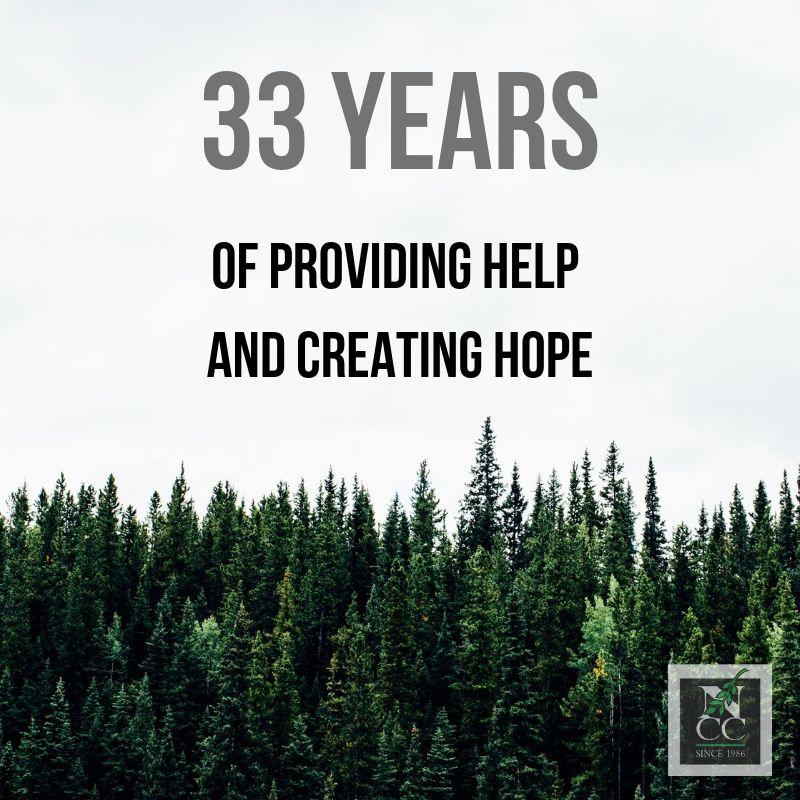 33 YEARS
OF PROVIDING HELP
AND CREATING HOPE
N
CC
SINCE 1986